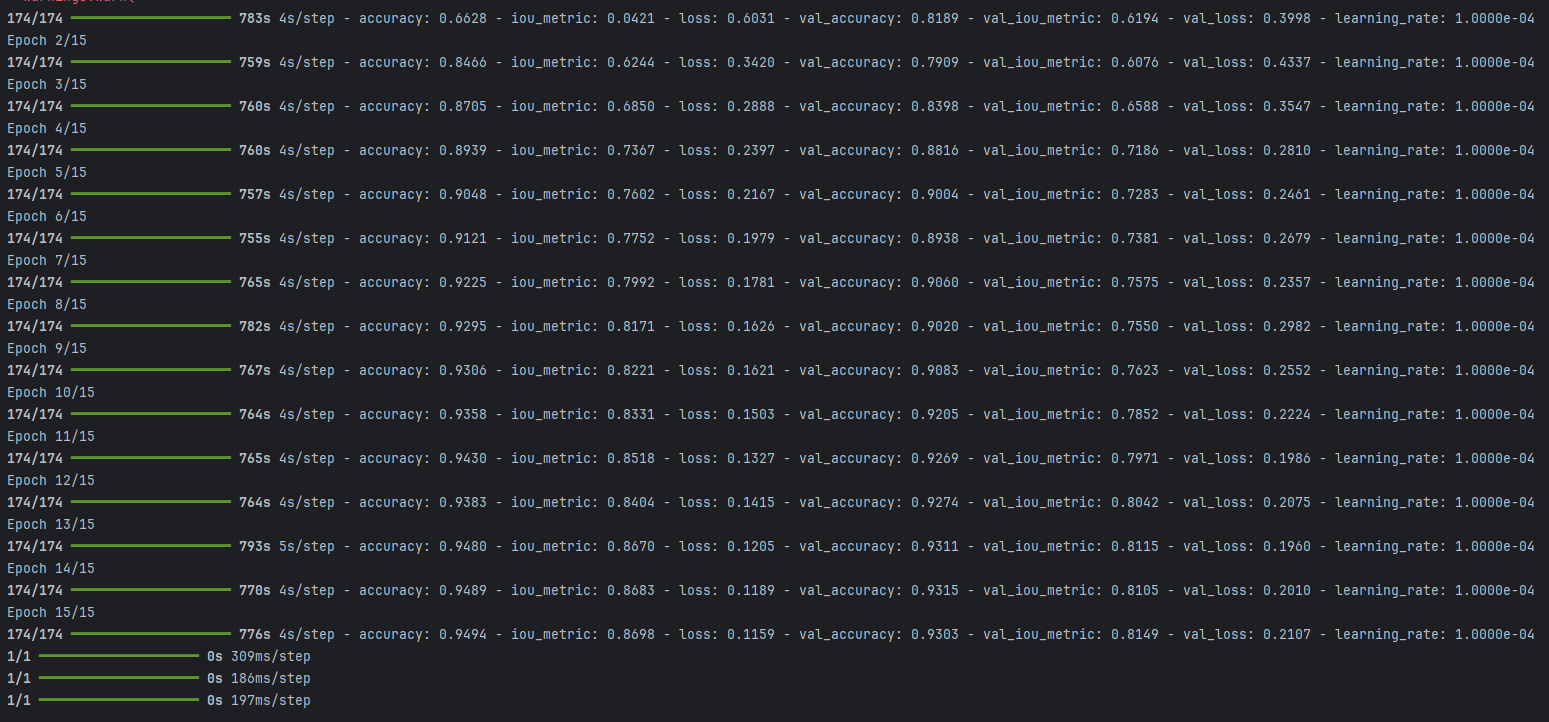 warnings.warn(
174/174 ━━━━━━━━━━━━━━━━━━━━ 783s 4s/step - accuracy: 0.6628 - iou_metric: 0.0421 - loss: 0.6031 - val_accuracy: 0.8189 - val_iou_metric: 0.6194 - val_loss: 0.3998 - learning_rate: 1.0000e-04
Epoch 2/15
174/174 ━━━━━━━━━━━━━━━━━━━━ 759s 4s/step - accuracy: 0.8466 - iou_metric: 0.6244 - loss: 0.3420 - val_accuracy: 0.7909 - val_iou_metric: 0.6076 - val_loss: 0.4337 - learning_rate: 1.0000e-04
Epoch 3/15
174/174 ━━━━━━━━━━━━━━━━━━━━ 760s 4s/step - accuracy: 0.8705 - iou_metric: 0.6850 - loss: 0.2888 - val_accuracy: 0.8398 - val_iou_metric: 0.6588 - val_loss: 0.3547 - learning_rate: 1.0000e-04
Epoch 4/15
174/174 ━━━━━━━━━━━━━━━━━━━━ 760s 4s/step - accuracy: 0.8939 - iou_metric: 0.7367 - loss: 0.2397 - val_accuracy: 0.8816 - val_iou_metric: 0.7186 - val_loss: 0.2810 - learning_rate: 1.0000e-04
Epoch 5/15
174/174 ━━━━━━━━━━━━━━━━━━━━ 757s 4s/step - accuracy: 0.9048 - iou_metric: 0.7602 - loss: 0.2167 - val_accuracy: 0.9004 - val_iou_metric: 0.7283 - val_loss: 0.2461 - learning_rate: 1.0000e-04
Epoch 6/15
174/174 ━━━━━━━━━━━━━━━━━━━━ 755s 4s/step - accuracy: 0.9121 - iou_metric: 0.7752 - loss: 0.1979 - val_accuracy: 0.8938 - val_iou_metric: 0.7381 - val_loss: 0.2679 - learning_rate: 1.0000e-04
Epoch 7/15
174/174 ━━━━━━━━━━━━━━━━━━━━ 765s 4s/step - accuracy: 0.9225 - iou_metric: 0.7992 - loss: 0.1781 - val_accuracy: 0.9060 - val_iou_metric: 0.7575 - val_loss: 0.2357 - learning_rate: 1.0000e-04
Epoch 8/15
174/174 ━━━━━━━━━━━━━━━━━━━━ 782s 4s/step - accuracy: 0.9295 - iou_metric: 0.8171 - loss: 0.1626 - val_accuracy: 0.9020 - val_iou_metric: 0.7550 - val_loss: 0.2982 - learning_rate: 1.0000e-04
Epoch 9/15
174/174 ━━━━━━━━━━━━━━━━━━━━ 767s 4s/step - accuracy: 0.9306 - iou_metric: 0.8221 - loss: 0.1621 - val_accuracy: 0.9083 - val_iou_metric: 0.7623 - val_loss: 0.2552 - learning_rate: 1.0000e-04
Epoch 10/15
174/174 ━━━━━━━━━━━━━━━━━━━━ 764s 4s/step - accuracy: 0.9358 - iou_metric: 0.8331 - loss: 0.1503 - val_accuracy: 0.9205 - val_iou_metric: 0.7852 - val_loss: 0.2224 - learning_rate: 1.0000e-04
Epoch 11/15
174/174 ━━━━━━━━━━━━━━━━━━━━ 765s 4s/step - accuracy: 0.9430 - iou_metric: 0.8518 - loss: 0.1327 - val_accuracy: 0.9269 - val_iou_metric: 0.7971 - val_loss: 0.1986 - learning_rate: 1.0000e-04
Epoch 12/15
174/174 ━━━━━━━━━━━━━━━━━━━━ 764s 4s/step - accuracy: 0.9383 - iou_metric: 0.8404 - loss: 0.1415 - val_accuracy: 0.9274 - val_iou_metric: 0.8042 - val_loss: 0.2075 - learning_rate: 1.0000e-04
Epoch 13/15
174/174 ━━━━━━━━━━━━━━━━━━━━ 793s 5s/step - accuracy: 0.9480 - iou_metric: 0.8670 - loss: 0.1205 - val_accuracy: 0.9311 - val_iou_metric: 0.8115 - val_loss: 0.1960 - learning_rate: 1.0000e-04
Epoch 14/15
174/174 ━━━━━━━━━━━━━━━━━━━━ 770s 4s/step - accuracy: 0.9489 - iou_metric: 0.8683 - loss: 0.1189 - val_accuracy: 0.9315 - val_iou_metric: 0.8105 - val_loss: 0.2010 - learning_rate: 1.0000e-04
Epoch 15/15
174/174 ━━━━━━━━━━━━━━━━━━━━ 776s 4s/step - accuracy: 0.9494 - iou_metric: 0.8698 - loss: 0.1159 - val_accuracy: 0.9303 - val_iou_metric: 0.8149 - val_loss: 0.2107 - learning_rate: 1.0000e-04
1/1 ━━━━━━━━━━━━━━━━━━━━ 0s 309ms/step
1/1 ━━━━━━━━━━━━━━━━━━━━ 0s 186ms/step
1/1 ━━━━━━━━━━━━━━━━━━━━ 0s 197ms/step